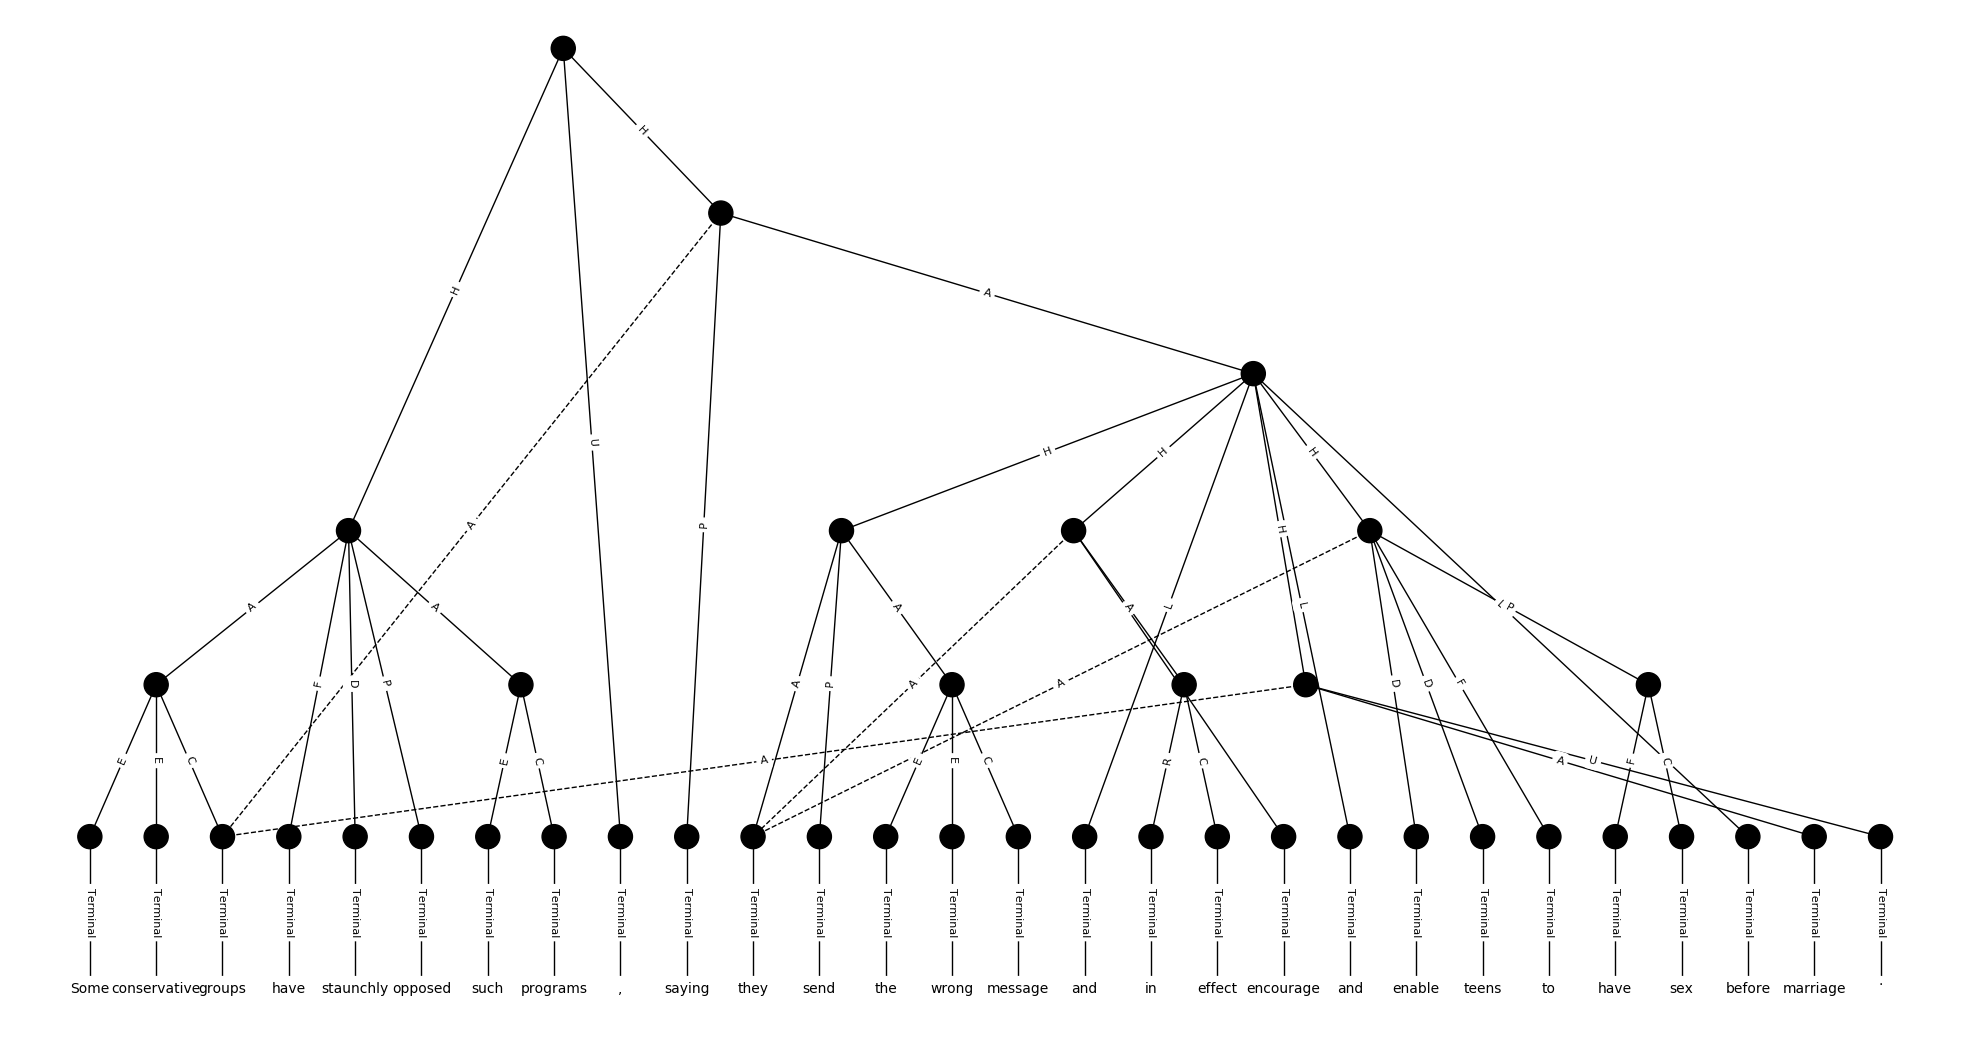 H
H
A
H
A
U
H
H
H
A
P
H
A
A
A
A
L
L
L P
F
D
P
A
P
A
A
D
D
F
E
E
C
E
C
A
E
E
C
R
C
A
U
F
C
Terminal Terminal Terminal Terminal Terminal Terminal Terminal Terminal Terminal Terminal Terminal Terminal Terminal Terminal Terminal Terminal Terminal Terminal Terminal Terminal Terminal Terminal Terminal Terminal Terminal Terminal Terminal Terminal
Some conservative groups have staunchly opposed such programs , saying they send the wrong message and in effect encourage and enable teens to have sex before marriage .